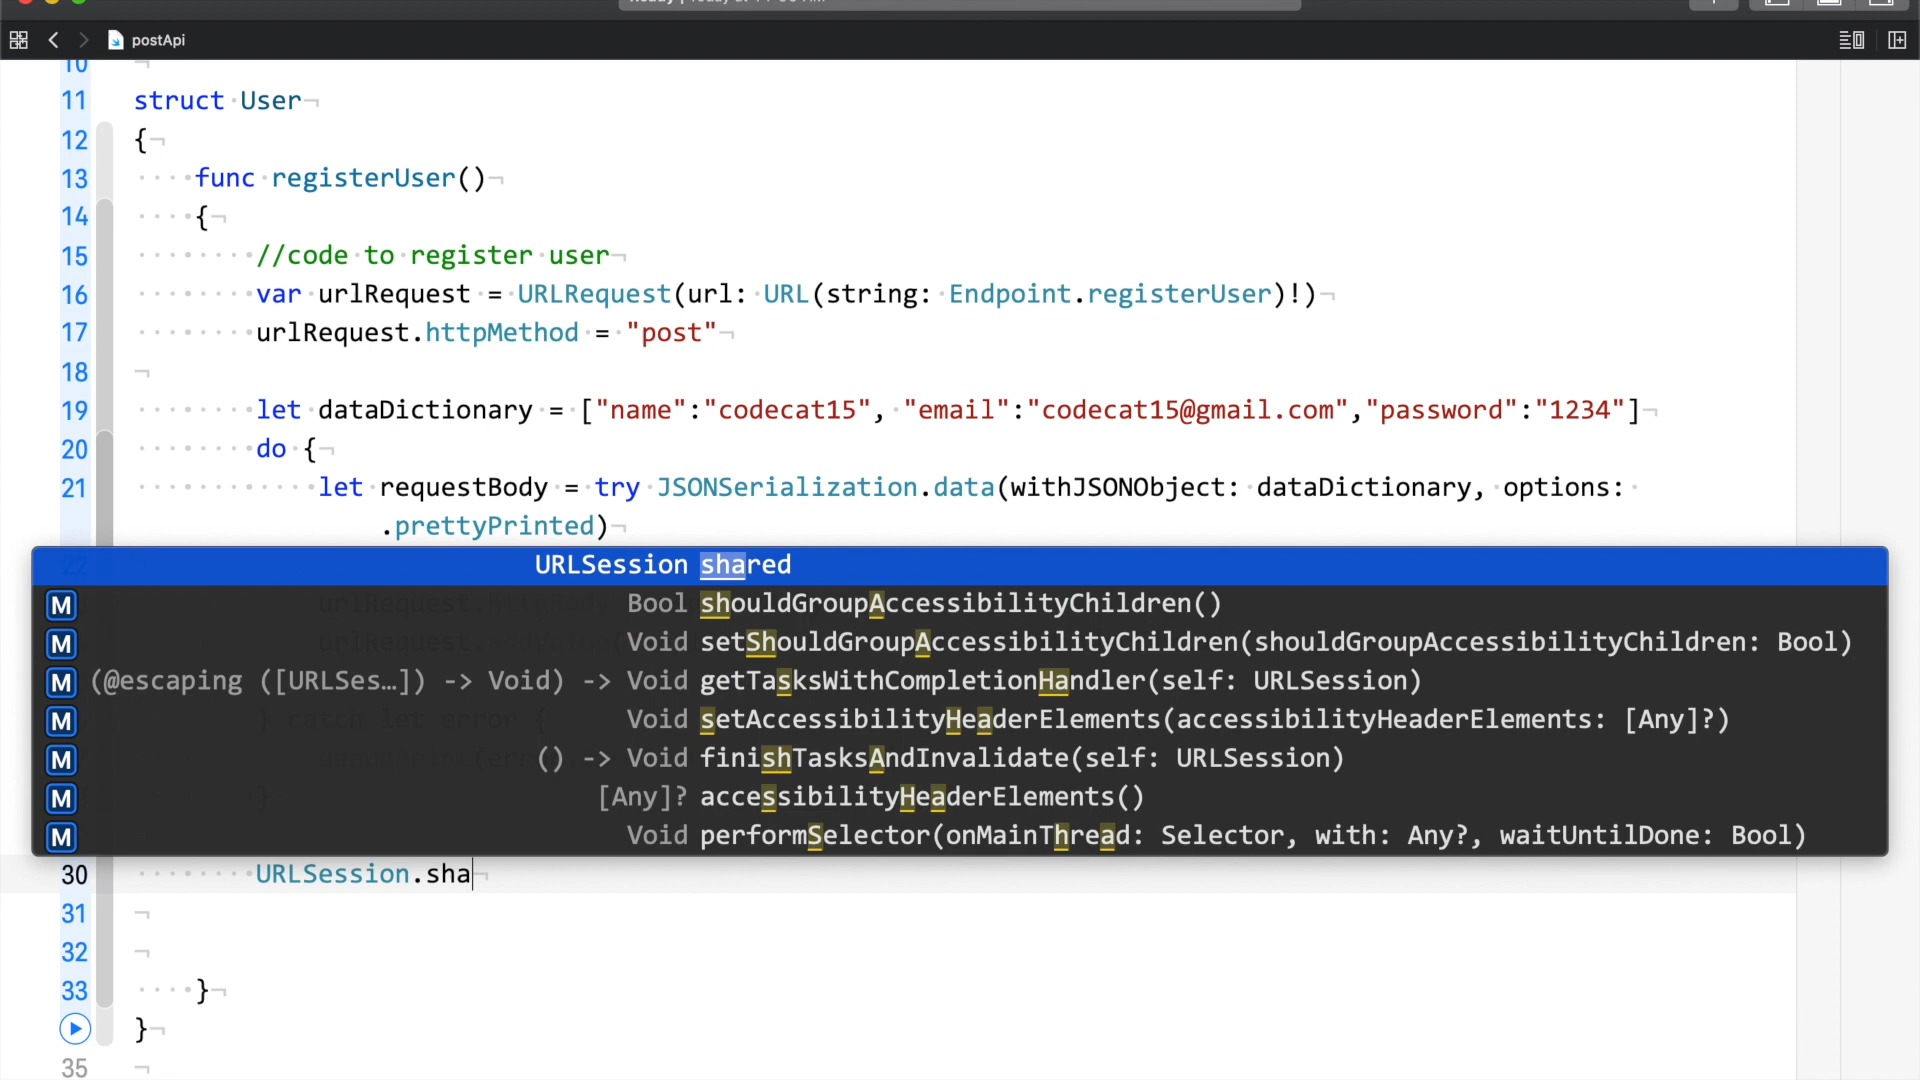 postApi
10
11 struct User
12 {
13 func registerUser()
14 {
15 //code to register user
16 var urlRequest = URLRequest(url: URL(string: Endpoint.registerUser)!)
17 urlRequest.httpMethod = "post"
18
19 let dataDictionary = ["name":"codecat15", "email":"codecat15@gmail.com","password":"1234"]
20 do {
21 let requestBody = try JSONSerialization.data(withJSONObject: dataDictionary, options:
.prettyPrinted)
22 URLSession shared
M Bool shouldGroupAccessibilityChildren()
M Void setShouldGroupAccessibilityChildren(shouldGroupAccessibilityChildren: Bool)
M (@escaping ([URLSes…]) -> Void) -> Void getTasksWithCompletionHandler(self: URLSession)
M Void setAccessibilityHeaderElements(accessibilityHeaderElements: [Any]?)
M () -> Void finishTasksAndInvalidate(self: URLSession)
M [Any]? accessibilityHeaderElements()
M Void performSelector(onMainThread: Selector, with: Any?, waitUntilDone: Bool)
30 URLSession.sha
31
32
33 }
}
35